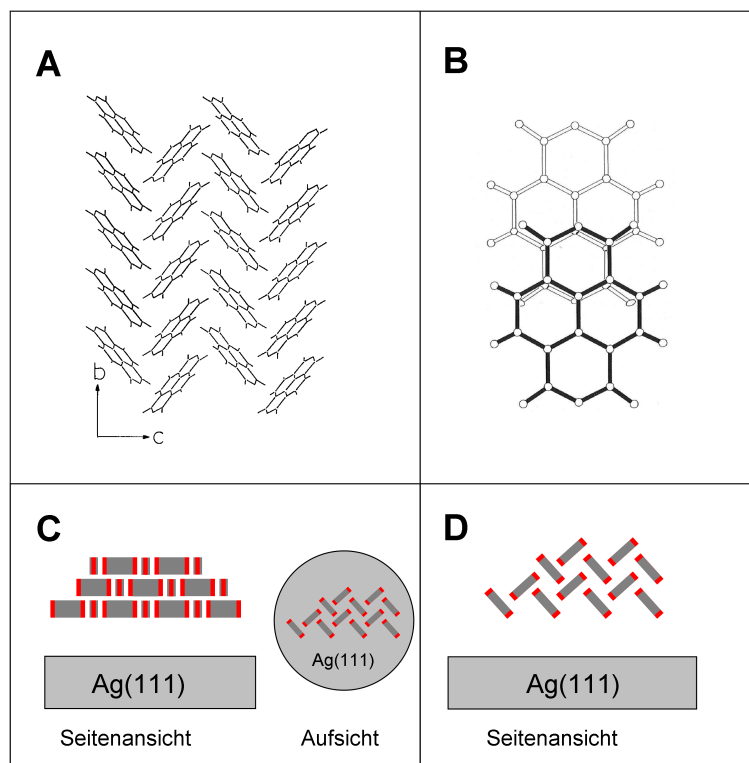 A
B
b
c
C
Ag(111)
Seitenansicht
Ag(111)
Aufsicht
D
Ag(111)
Seitenansicht